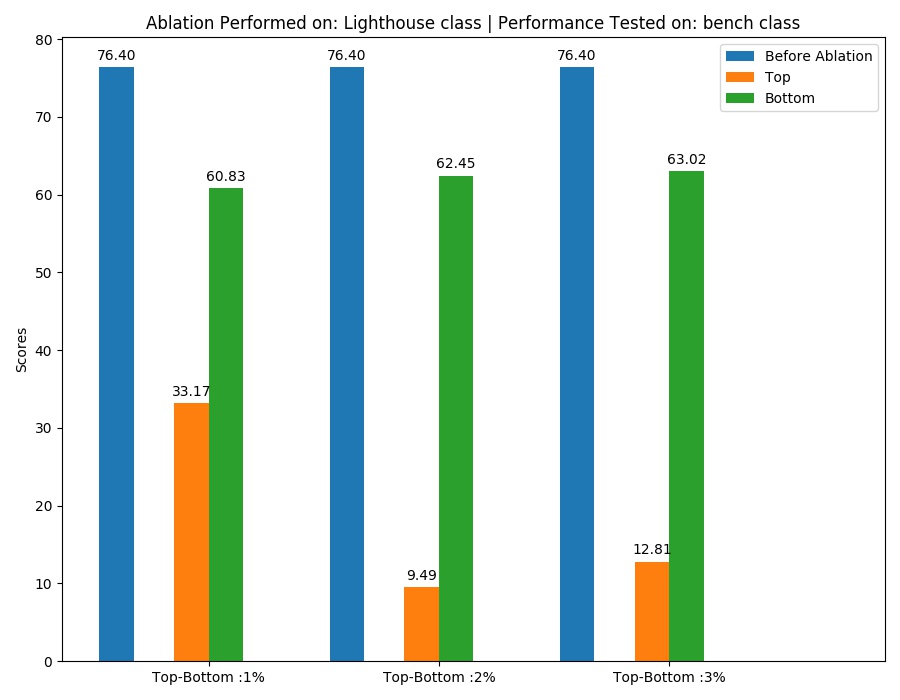 Ablation Performed on: Lighthouse class | Performance Tested on: bench class
80
70
60
50
40
30
20
10
0
Scores
76.40
33.17
60.83
76.40
9.49
62.45
76.40
12.81
63.02
Before Ablation
Top
Bottom
Top-Bottom :1%
Top-Bottom :2%
Top-Bottom :3%